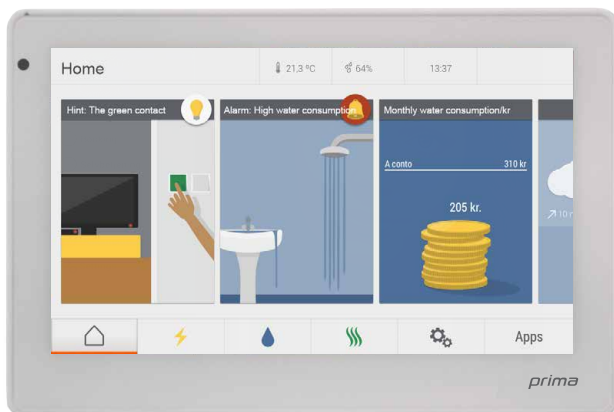 Home
21,3 °C
64%
13:37
Hint: The green contact
Alarm: High water consumption
Monthly water consumption/kr
A conto 310 kr
205 kr.
Apps
prima